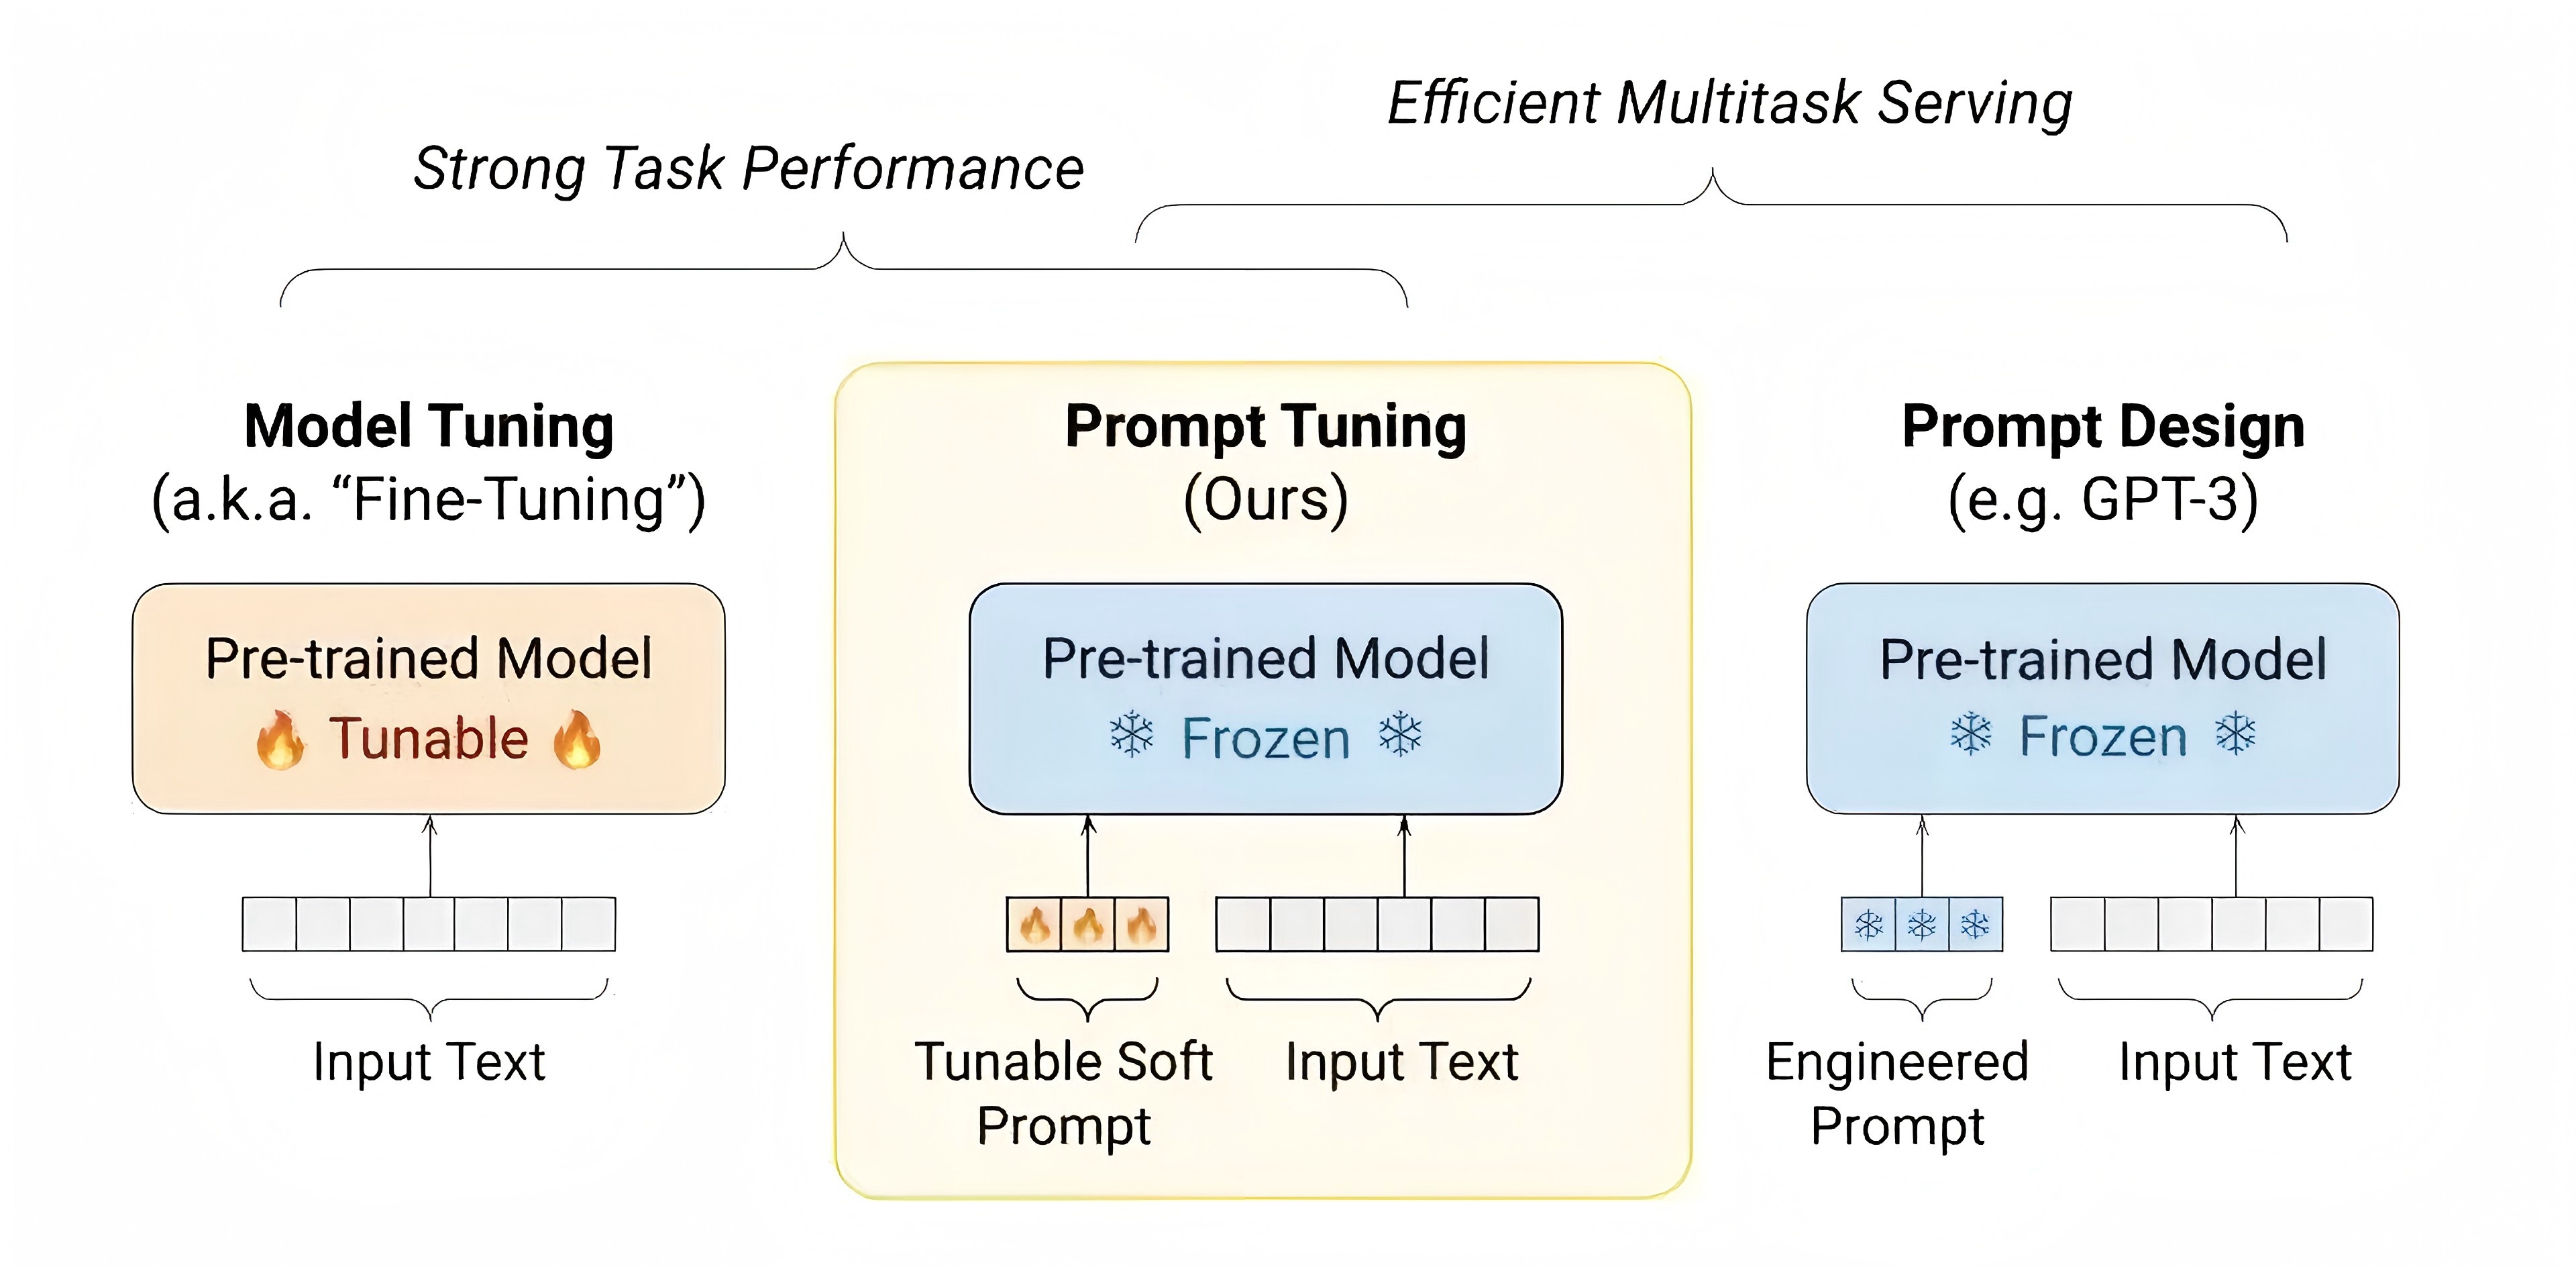 Efficient Multitask Serving
Strong Task Performance
Model Tuning
(a.k.a. “Fine-Tuning”)
Pre-trained Model
Tunable
Input Text
Prompt Tuning
(Ours)
Pre-trained Model
Frozen
Tunable Soft
Prompt
Input Text
Prompt Design
(e.g. GPT-3)
Pre-trained Model
Frozen
Engineered
Prompt
Input Text